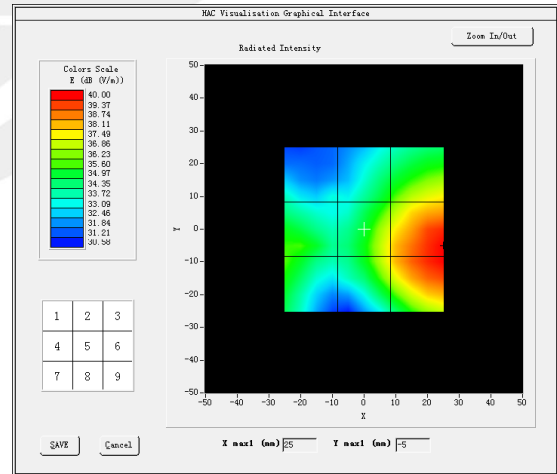 HAC Visualisation Graphical Interface
Zoom In/Out
Radiated Intensity
Colors Scale
E (dB (V/m))
40.00
39.37
38.74
38.11
37.49
36.86
36.23
35.60
34.97
34.35
33.72
33.09
32.46
31.84
31.21
30.58
50
40
30
20
10
0
-10
-20
-30
-40
-50
Y
-50 -40 -30 -20 -10 0 10 20 30 40 50
X
1 2 3
4 5 6
7 8 9
SAVE Cancel
X max1 (mm) 25 Y max1 (mm) -5